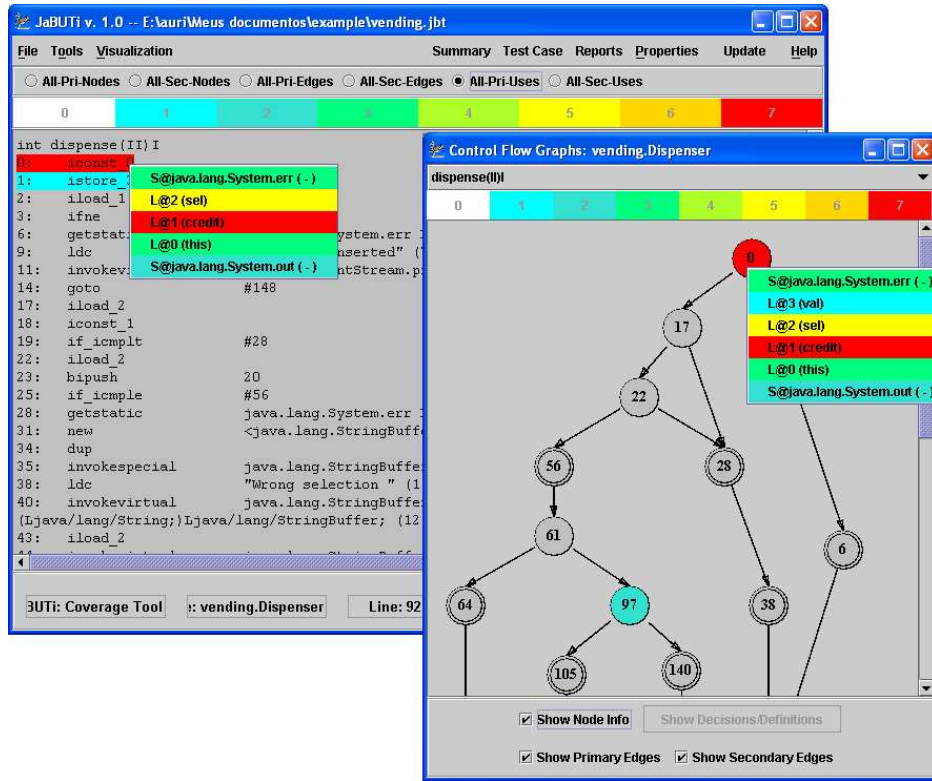 JaBUTi v. 1.0 -- E:\auri\Meus documentos\example\vending.jbt
File Tools Visualization Summary Test Case Reports Properties Update Help
All-Pri-Nodes All-Sec-Nodes All-Pri-Edges All-Sec-Edges All-Pri-Uses All-Sec-Uses
0 1 2 3 4 5 6 7
int dispense(II)I
0: iconst_0
1: istore_
2: iload_1
3: ifne
6: getstati ystem.err
9: ldc nserted" ("
11: invokevi ntStream.p
14: goto #148
17: iload_2
18: iconst_1
19: if_icmplt #28
22: iload_2
23: bipush 20
25: if_icmple #56
28: getstatic java.lang.System.err
31: new <java.lang.StringBuff
34: dup
35: invokespecial java.lang.StringBuffer
38: ldc "Wrong selection " (1
40: invokevirtual java.lang.StringBuffe
(Ljava/lang/String;)Ljava/lang/StringBuffer; (12
43: iload_2
S@java.lang.System.err ( - )
L@2 (sel)
L@1 (credit)
L@0 (this)
S@java.lang.System.out ( - )
BUTi: Coverage Tool : vending.Dispenser Line: 92
Control Flow Graphs: vending.Dispenser
dispense(II)I
0 1 2 3 4 5 6 7
0
S@java.lang.System.err ( - )
L@3 (val)
L@2 (sel)
L@1 (credit)
L@0 (this)
S@java.lang.System.out ( - )
17
22
56 28
61 6
64 97 38
105 140
Show Node Info Show Decisions/Definitions
Show Primary Edges Show Secondary Edges